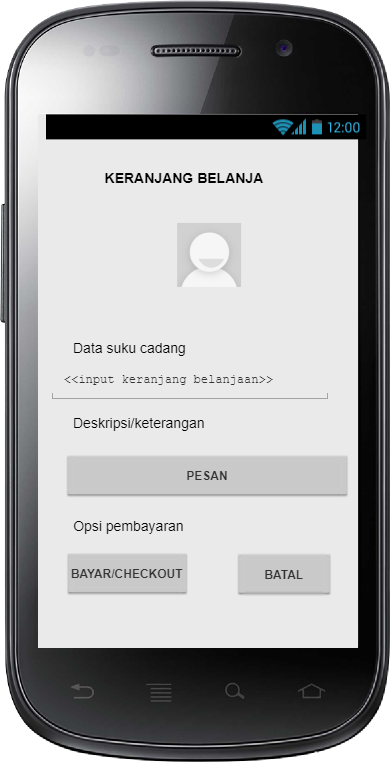 12:00
KERANJANG BELANJA
Data suku cadang
<<input keranjang belanjaan>>
Deskripsi/keterangan
PESAN
Opsi pembayaran
BAYAR/CHECKOUT BATAL